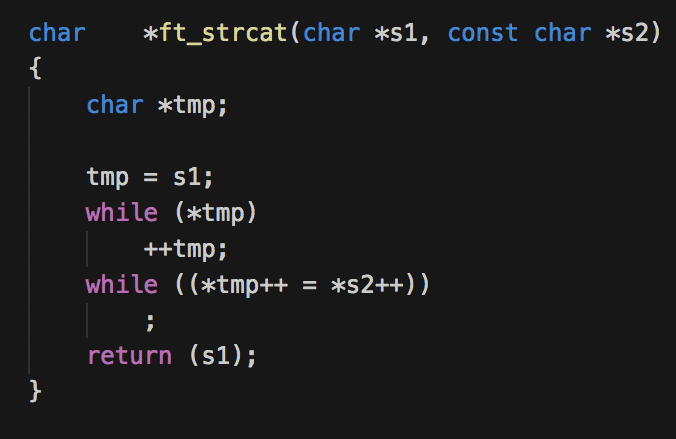 char    *ft_strcat(char *s1, const char *s2)
{
    char *tmp;

    tmp = s1;
    while (*tmp)
        ++tmp;
    while ((*tmp++ = *s2++))
        ;
    return (s1);
}